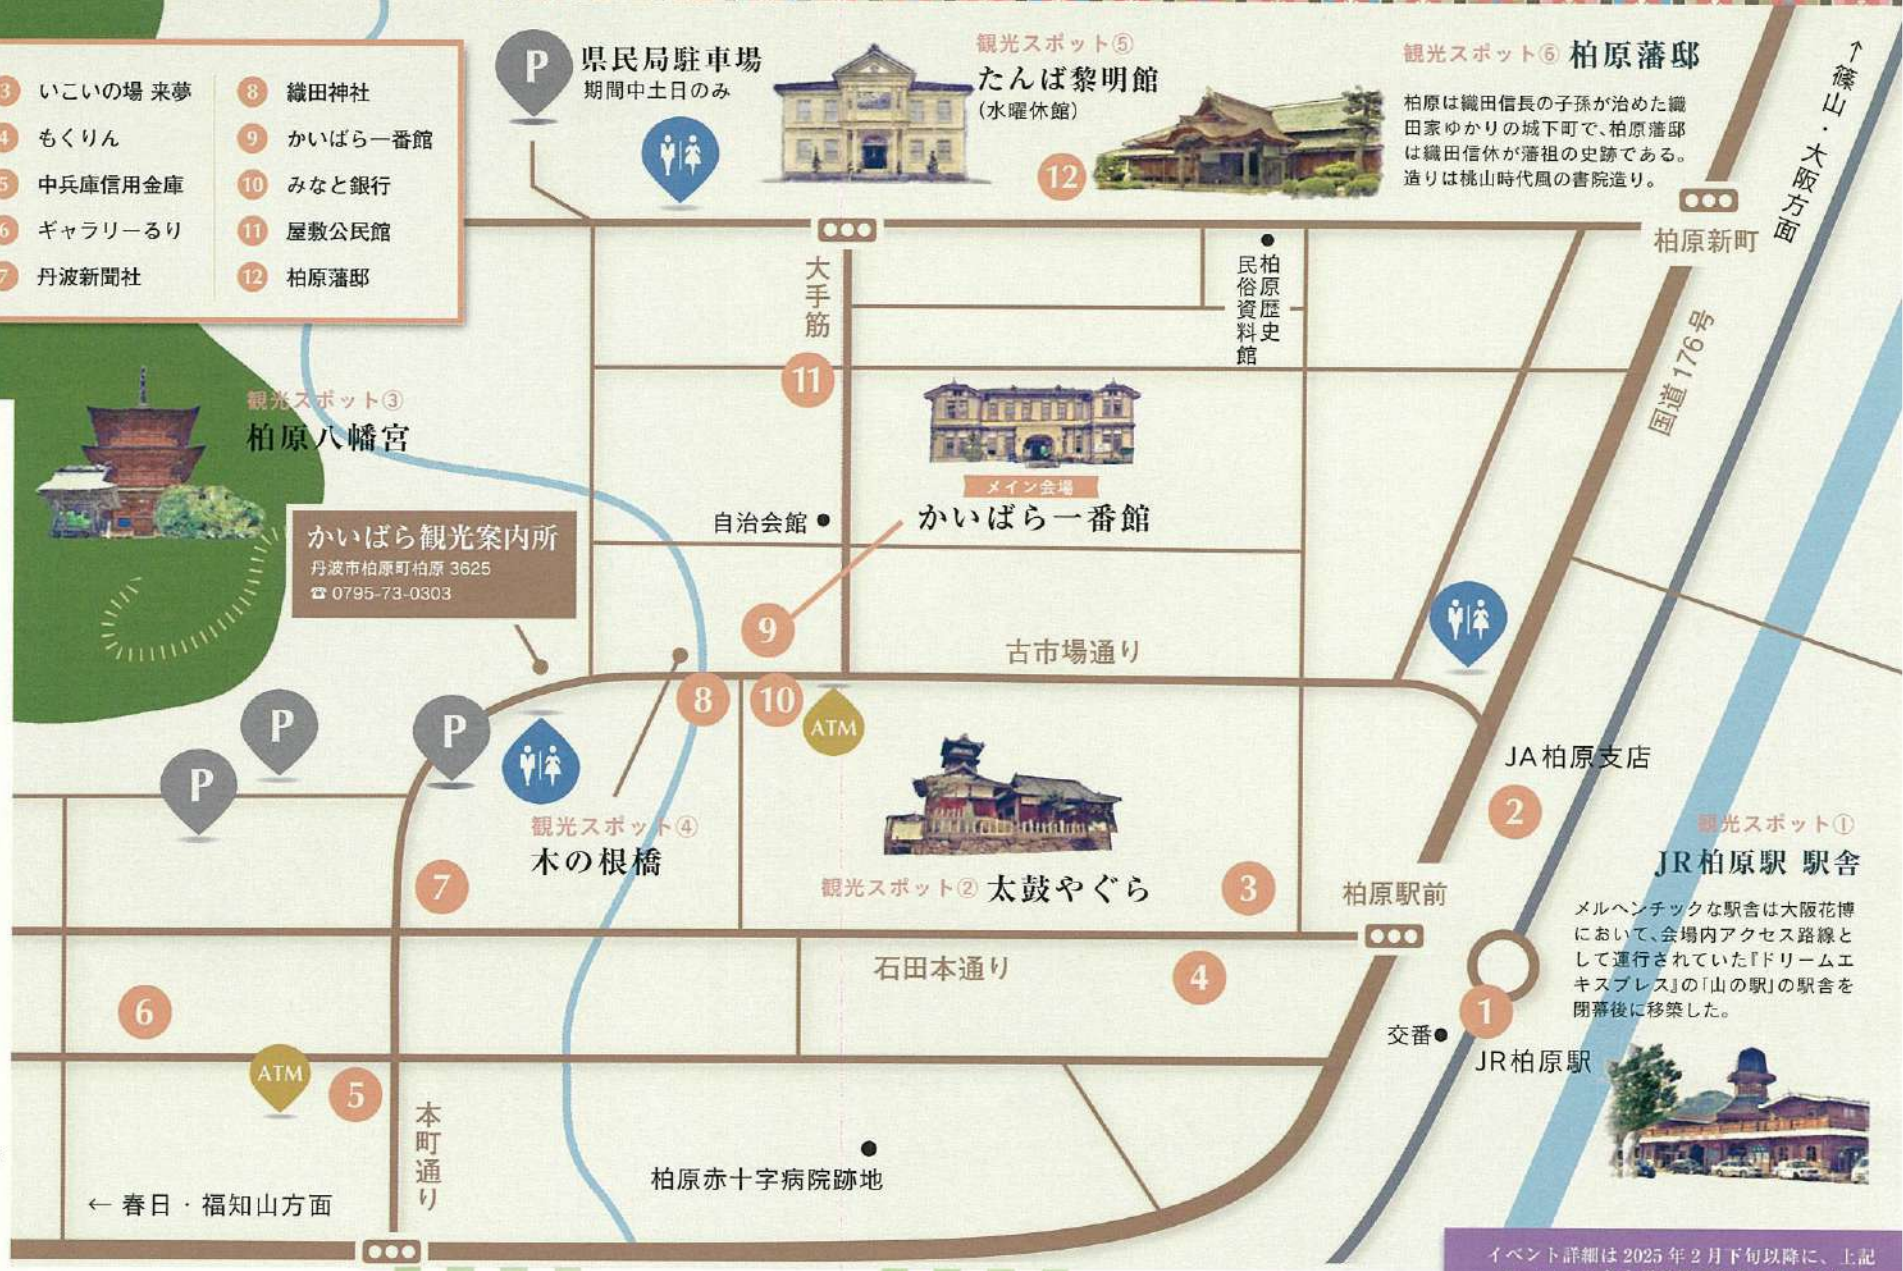 3 いこいの場 来夢
4 もくりん
5 中兵庫信用金庫
6 ギャラリーるり
7 丹波新聞社
8 織田神社
9 かいばら一番館
10 みなと銀行
11 屋敷公民館
12 柏原藩邸
P
県民局駐車場
期間中土日のみ
観光スポット⑤
たんば黎明館
(水曜休館)
12
観光スポット⑥ 柏原藩邸
柏原は織田信長の子孫が治めた織
田家ゆかりの城下町で、柏原藩邸
は織田信休が藩祖の史跡である。
造りは桃山時代風の書院造り。
↑篠山・大阪方面
柏原新町
国道176号
大手筋
柏原歴史
民俗資料館
11
観光スポット③
柏原八幡宮
メイン会場
かいばら一番館
自治会館
かいばら観光案内所
丹波市柏原町柏原 3625
☎ 0795-73-0303
9
古市場通り
8
10
ATM
P
P
P
観光スポット④
木の根橋
7
観光スポット② 太鼓やぐら
3
JA柏原支店
2
柏原駅前
観光スポット①
JR柏原駅 駅舎
メルヘンチックな駅舎は大阪花博
において、会場内アクセス路線と
して運行されていた『ドリームエ
キスプレス』の「山の駅」の駅舎を
閉幕後に移築した。
石田本通り
4
6
1
交番
JR柏原駅
ATM
5
本町通り
柏原赤十字病院跡地
← 春日・福知山方面
イベント詳細は 2025 年 2 月下旬以降に、上記